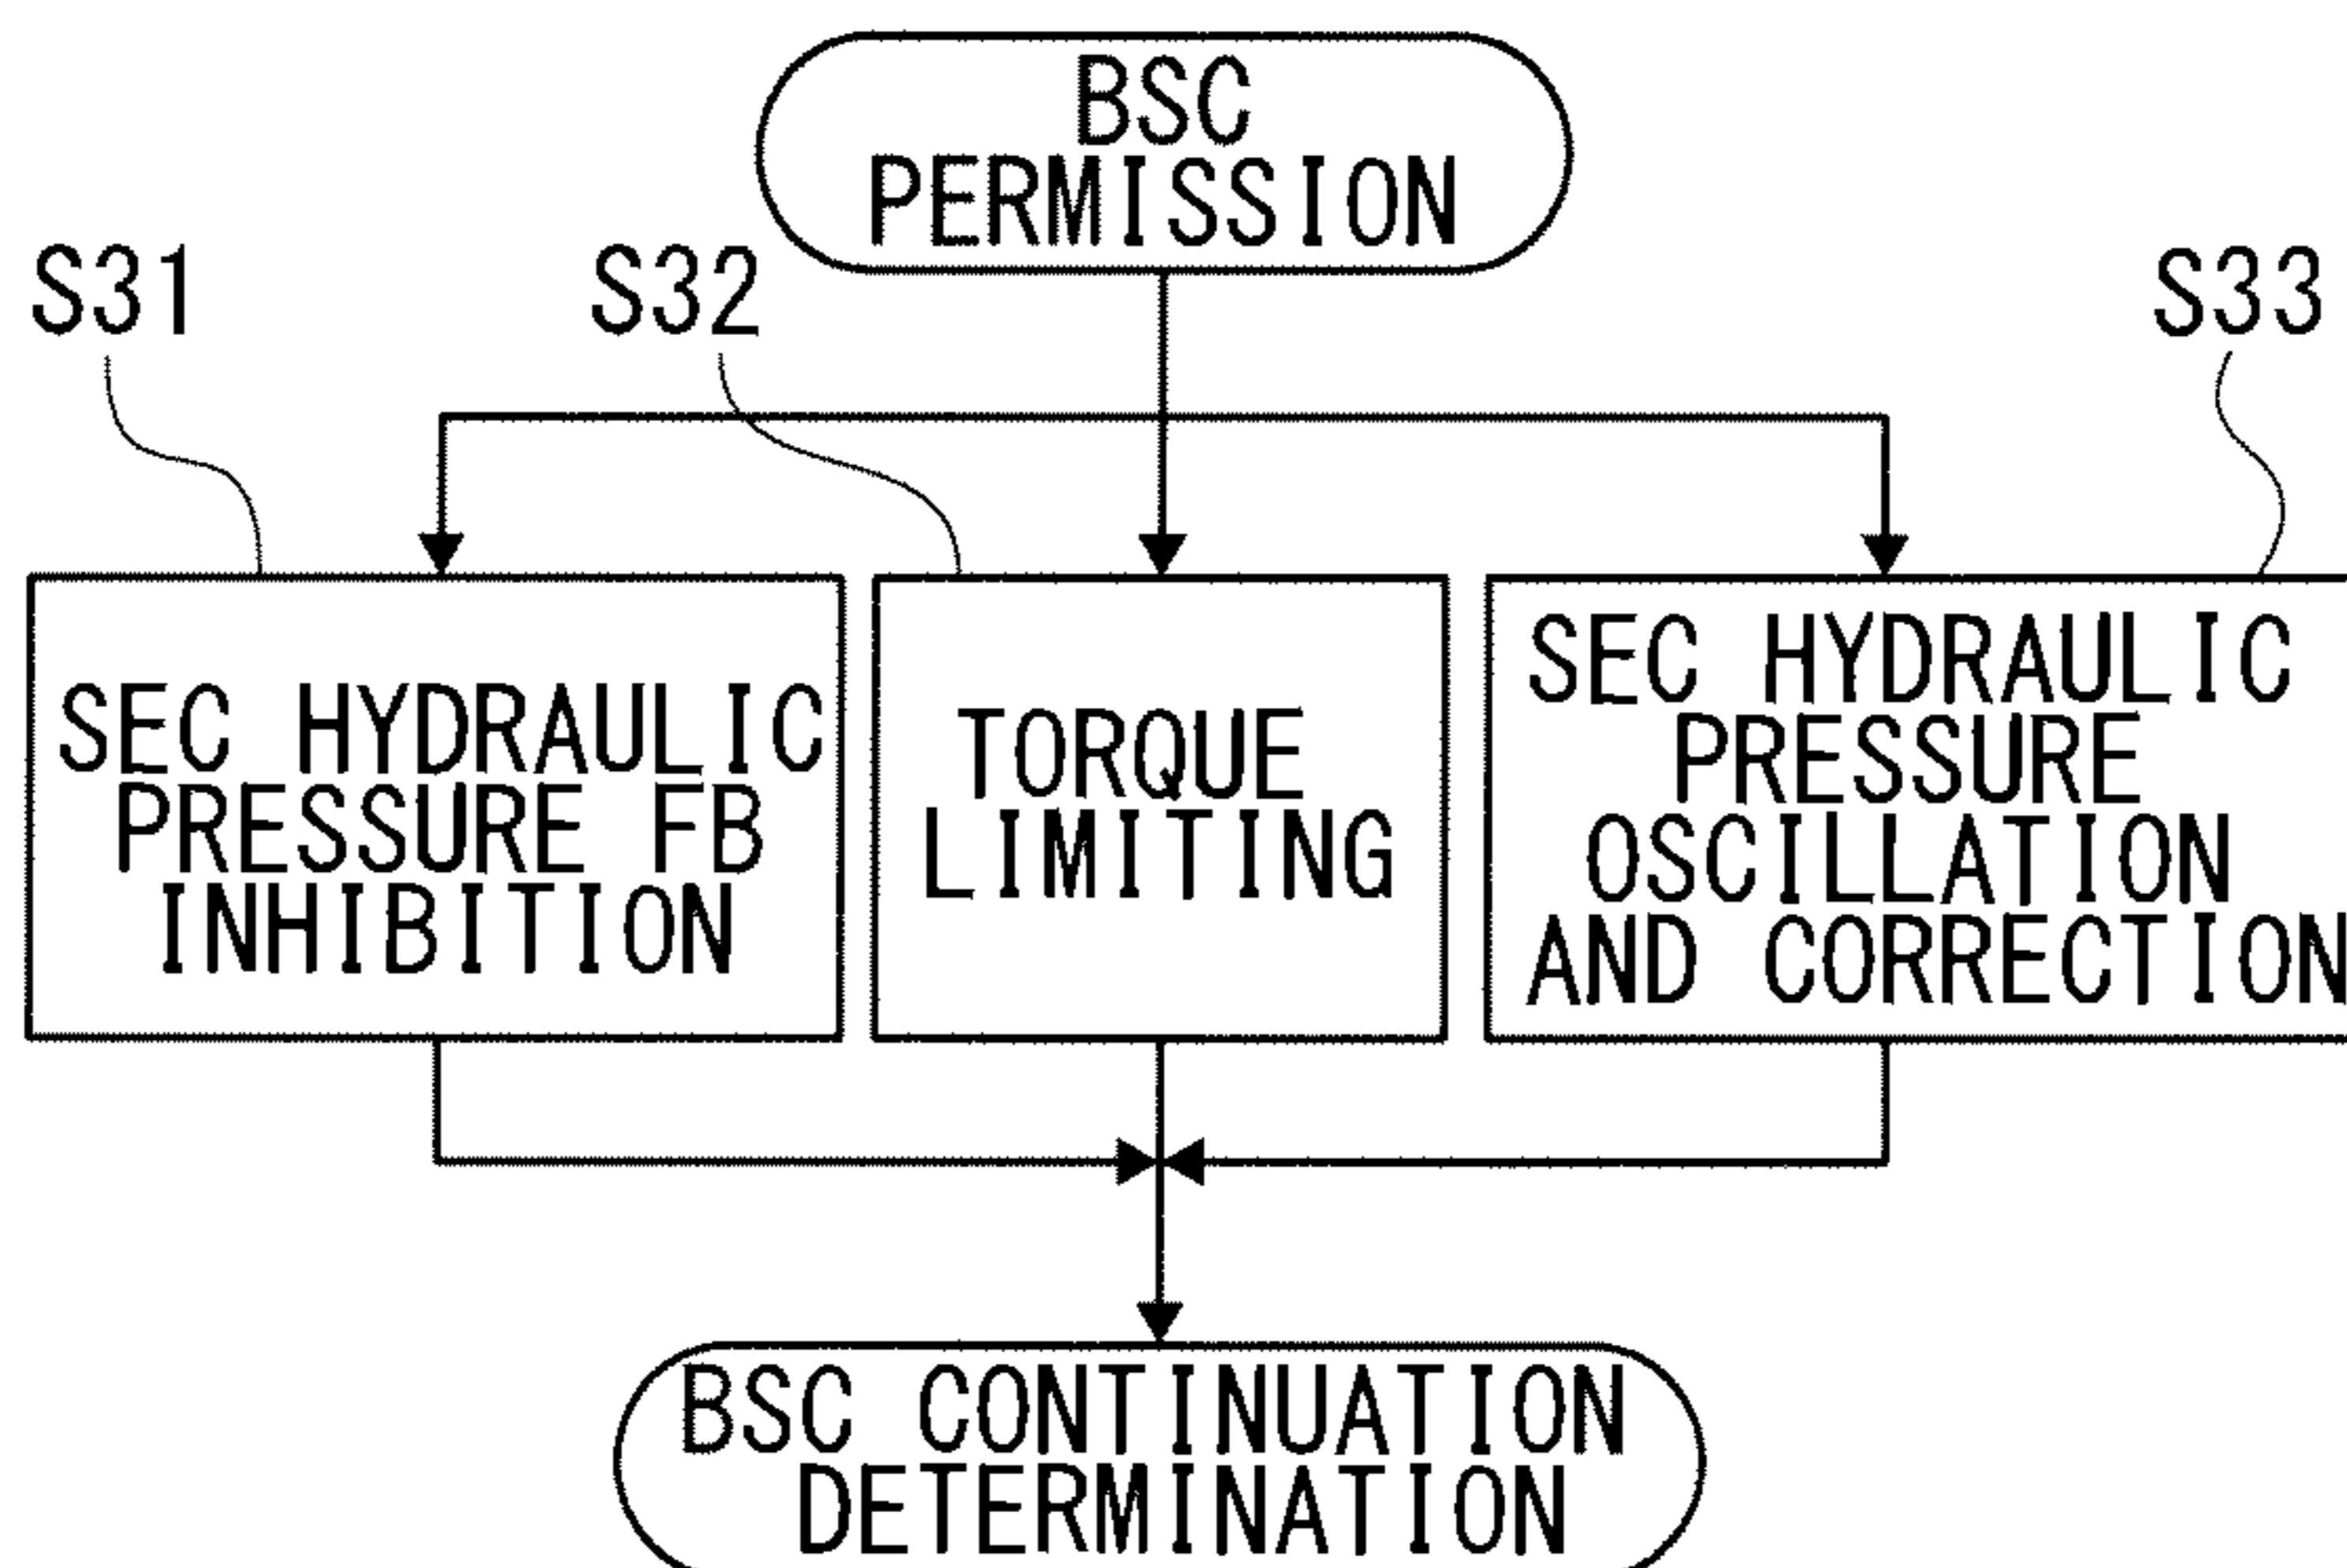 BSC
PERMISSION
S31
S32
S33
SEC HYDRAULIC
PRESSURE FB
INHIBITION
TORQUE
LIMITING
SEC HYDRAULIC
PRESSURE
OSCILLATION
AND CORRECTION
BSC CONTINUATION
DETERMINATION